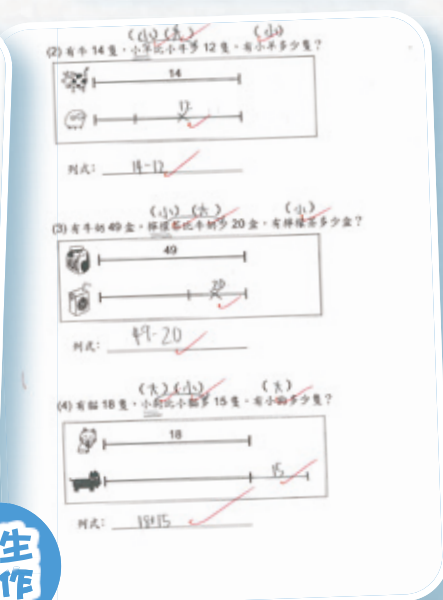 (小)(大) (小)
(2) 有牛 14 隻,小羊比小牛少 12 隻,有小羊多少隻?
14
12
列式: 14-12
(小) (大) (小)
(3) 有牛奶 49 盒,檸檬茶比牛奶少 20 盒,有檸檬茶多少盒?
49
20
列式: 49-20
(大)(小) (大)
(4) 有貓 18 隻,小狗比小貓多 15 隻,有小狗多少隻?
18
15
列式: 18+15
生
作